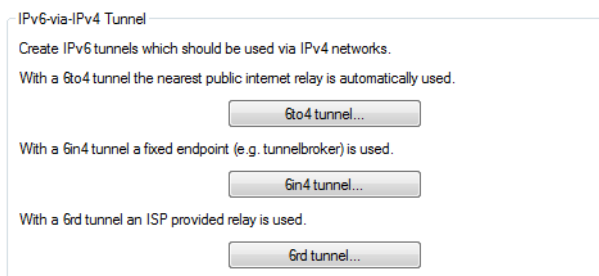 IPv6-via-IPv4 Tunnel
Create IPv6 tunnels which should be used via IPv4 networks.
With a 6to4 tunnel the nearest public internet relay is automatically used.
6to4 tunnel...
With a 6in4 tunnel a fixed endpoint (e.g. tunnelbroker) is used.
6in4 tunnel...
With a 6rd tunnel an ISP provided relay is used.
6rd tunnel...